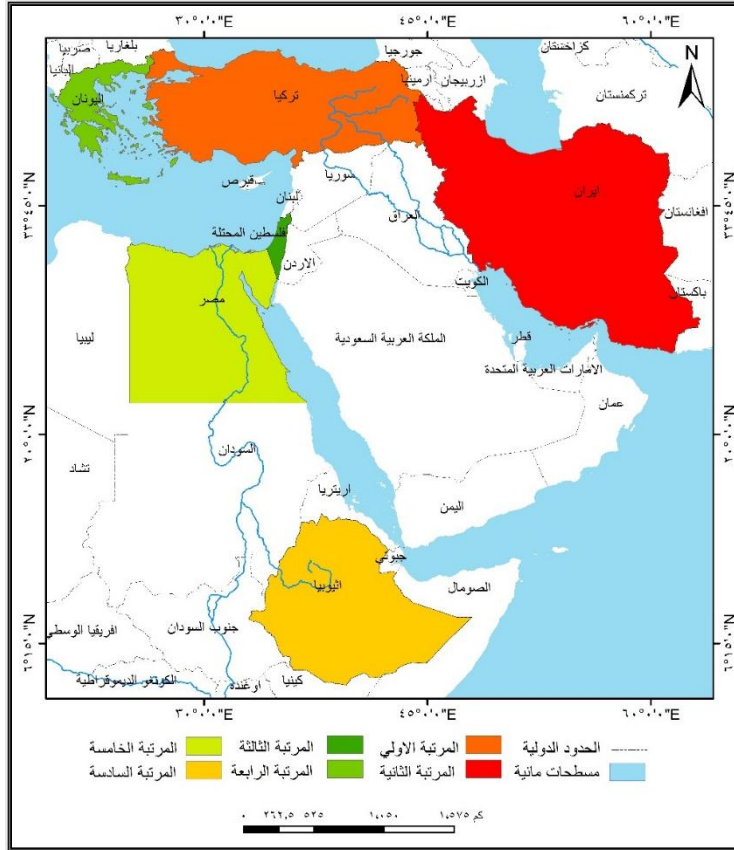 ٣٠°٠'٠"E ٤٥°٠'٠"E ٦٠°٠'٠"E
N
صربيا
بلغاريا
البانيا
اليونان
تركيا
جورجيا
ارمينيا
ازربيجان
كزاخستان
تركمنستان
قبرص
لبنان
سوريا
العراق
ايران
افغانستان
باكستان
فلسطين المحتلة
الاردن
الكويت
مصر
ليبيا
الملكة العربية السعودية
قطر
الامارات العربية المتحدة
عمان
اليمن
السودان
تشاد
اريتريا
جبوتي
اثيوبيا
الصومال
جنوب السودان
افريقيا الوسطى
الكونغو الديموقراطية
اوغندة
كينيا
٣٠°٠'٠"E ٤٥°٠'٠"E ٦٠°٠'٠"E
الحدود الدولية المرتبة الاولي المرتبة الثالثة المرتبة الخامسة
مسطحات مائية المرتبة الثانية المرتبة الرابعة المرتبة السادسة
٠ ٢٦٢,٥ ٥٢٥ ١,٠٥٠ ١,٥٧٥ كم